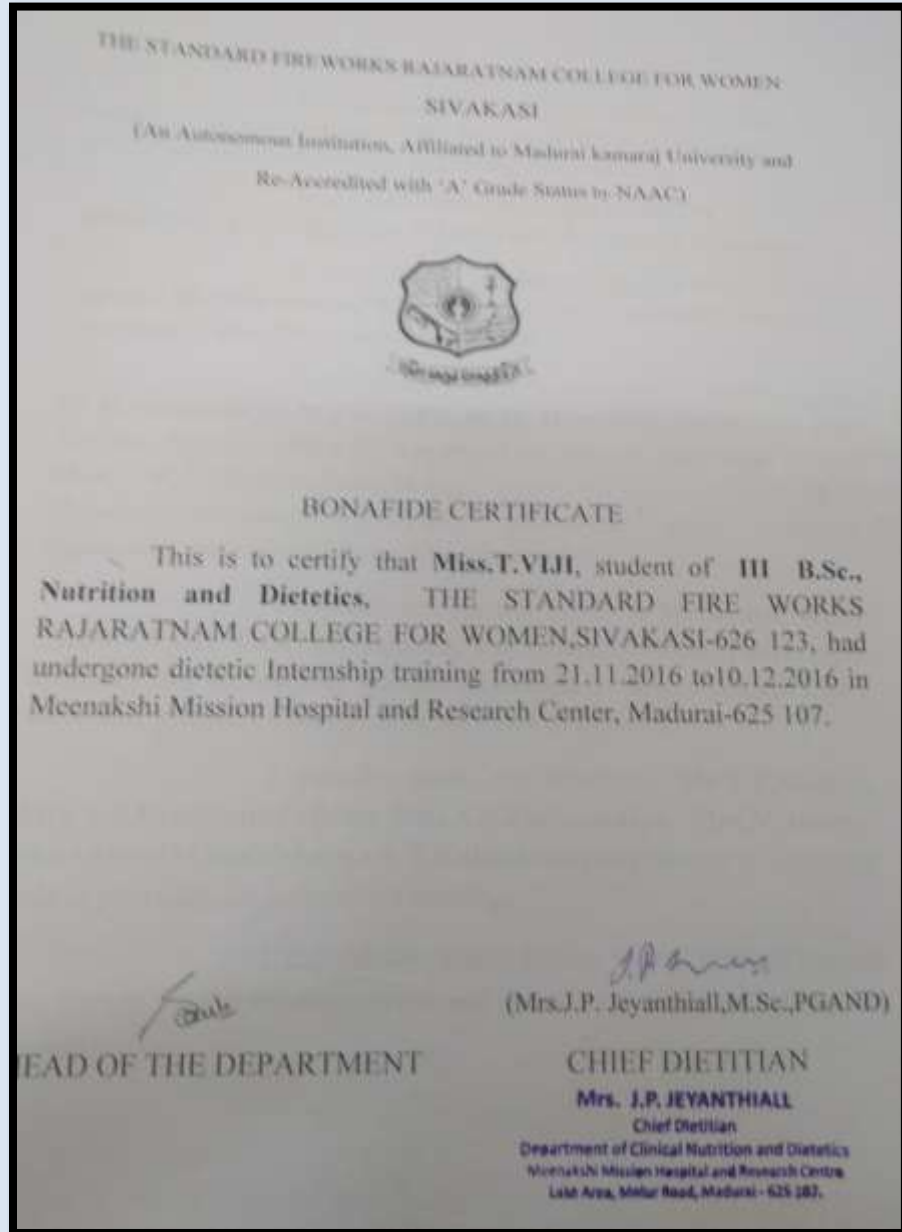 THE STANDARD FIREWORKS RAJARATNAM COLLEGE FOR WOMEN
SIVAKASI
(An Autonomous Institution, Affiliated to Madurai kamaraj University and
Re-Accredited with 'A' Grade Status by NAAC)
BONAFIDE CERTIFICATE
This is to certify that Miss.T.VIJI, student of III B.Sc.,
Nutrition and Dietetics, THE STANDARD FIRE WORKS
RAJARATNAM COLLEGE FOR WOMEN,SIVAKASI-626 123, had
undergone dietetic Internship training from 21.11.2016 to10.12.2016 in
Meenakshi Mission Hospital and Research Center, Madurai-625 107.
(Mrs.J.P. Jeyanthiall,M.Sc.,PGAND)
HEAD OF THE DEPARTMENT CHIEF DIETITIAN
Mrs. J.P. JEYANTHIALL
Chief Dietitian
Department of Clinical Nutrition and Dietetics
Meenakshi Mission Hospital and Research Centre
Lake Area, Melur Road, Madurai - 625 107.